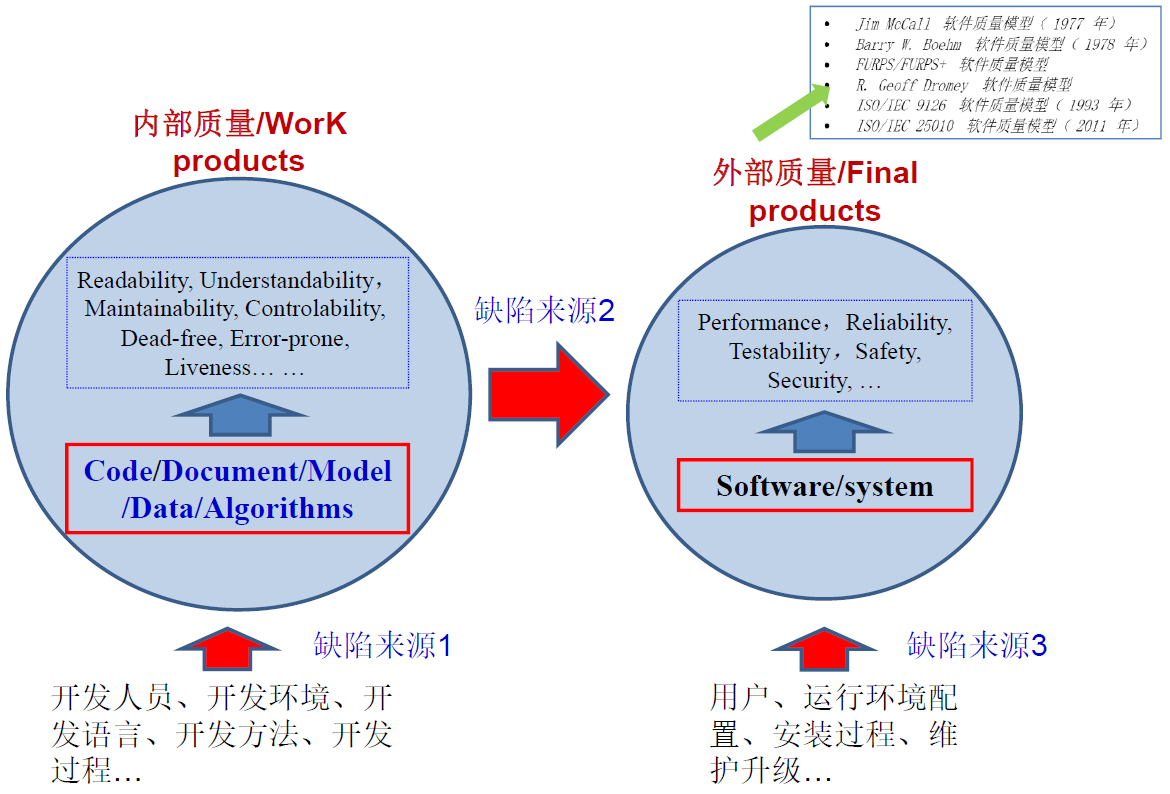 • Jim McCall 软件质量模型（ 1977 年）
• Barry W. Boehm 软件质量模型（ 1978 年）
• FURPS/FURPS+ 软件质量模型
• R. Geoff Dromey 软件质量模型
• ISO/IEC 9126 软件质量模型（ 1993 年）
• ISO/IEC 25010 软件质量模型（ 2011 年）
内部质量/WorK
products
外部质量/Final
products
Readability, Understandability，
Maintainability, Controlability,
Dead-free, Error-prone,
Liveness… …
Code/Document/Model
/Data/Algorithms
缺陷来源2
Performance，Reliability,
Testability，Safety,
Security, …
Software/system
缺陷来源1
开发人员、开发环境、开
发语言、开发方法、开发
过程…
缺陷来源3
用户、运行环境配
置、安装过程、维
护升级…